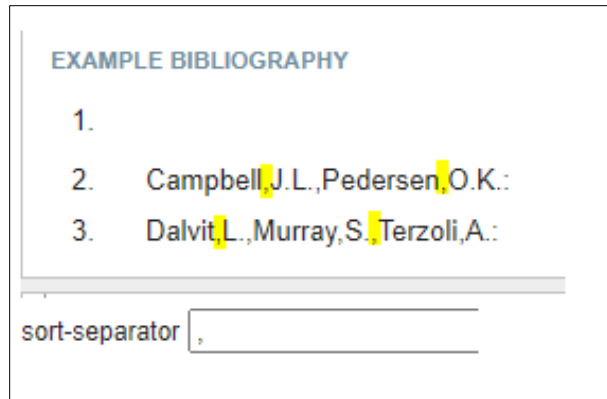 EXAMPLE BIBLIOGRAPHY
1.
2. Campbell,J.L.,Pedersen,O.K.:
3. Dalvit,L.,Murray,S.,Terzoli,A.:
sort-separator ,